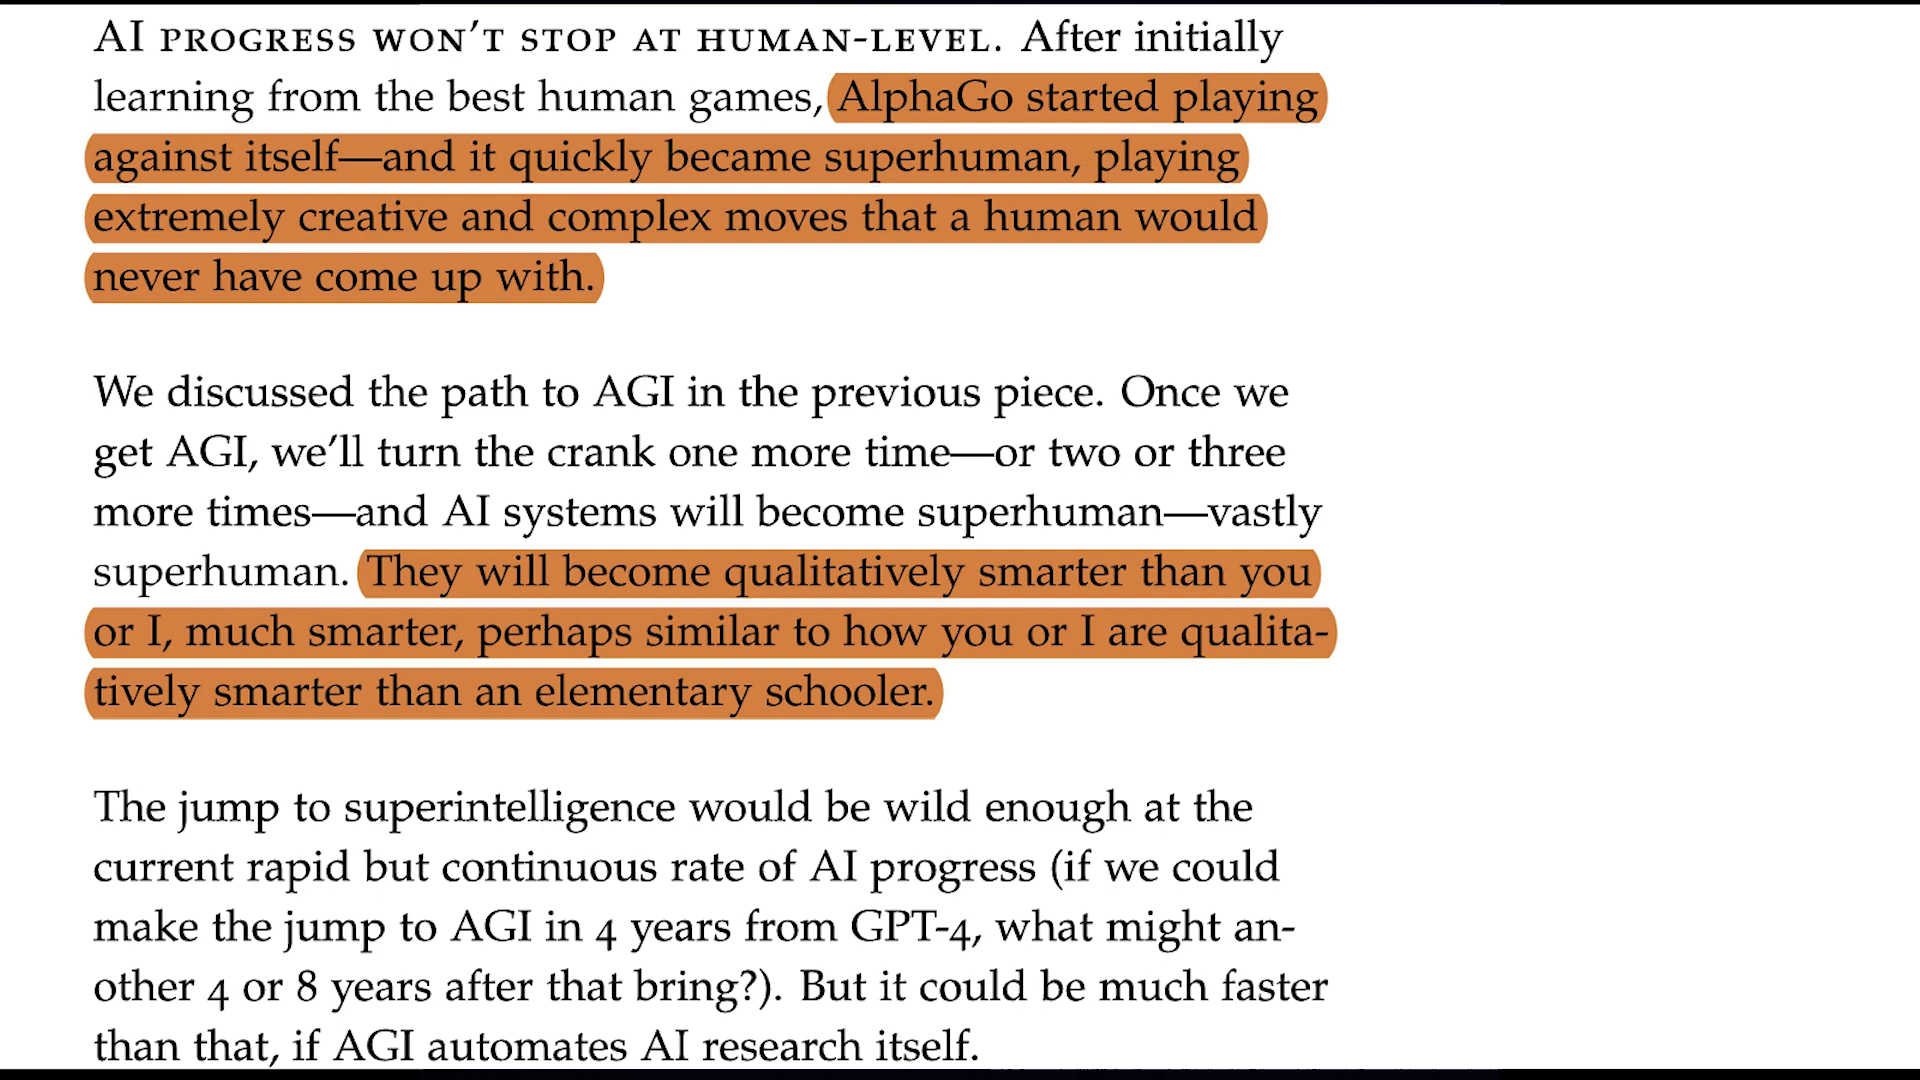 AI PROGRESS WON'T STOP AT HUMAN-LEVEL. After initially
learning from the best human games, AlphaGo started playing
against itself—and it quickly became superhuman, playing
extremely creative and complex moves that a human would
never have come up with.
We discussed the path to AGI in the previous piece. Once we
get AGI, we'll turn the crank one more time—or two or three
more times—and AI systems will become superhuman—vastly
superhuman. They will become qualitatively smarter than you
or I, much smarter, perhaps similar to how you or I are qualita-
tively smarter than an elementary schooler.
The jump to superintelligence would be wild enough at the
current rapid but continuous rate of AI progress (if we could
make the jump to AGI in 4 years from GPT-4, what might an-
other 4 or 8 years after that bring?). But it could be much faster
than that, if AGI automates AI research itself.